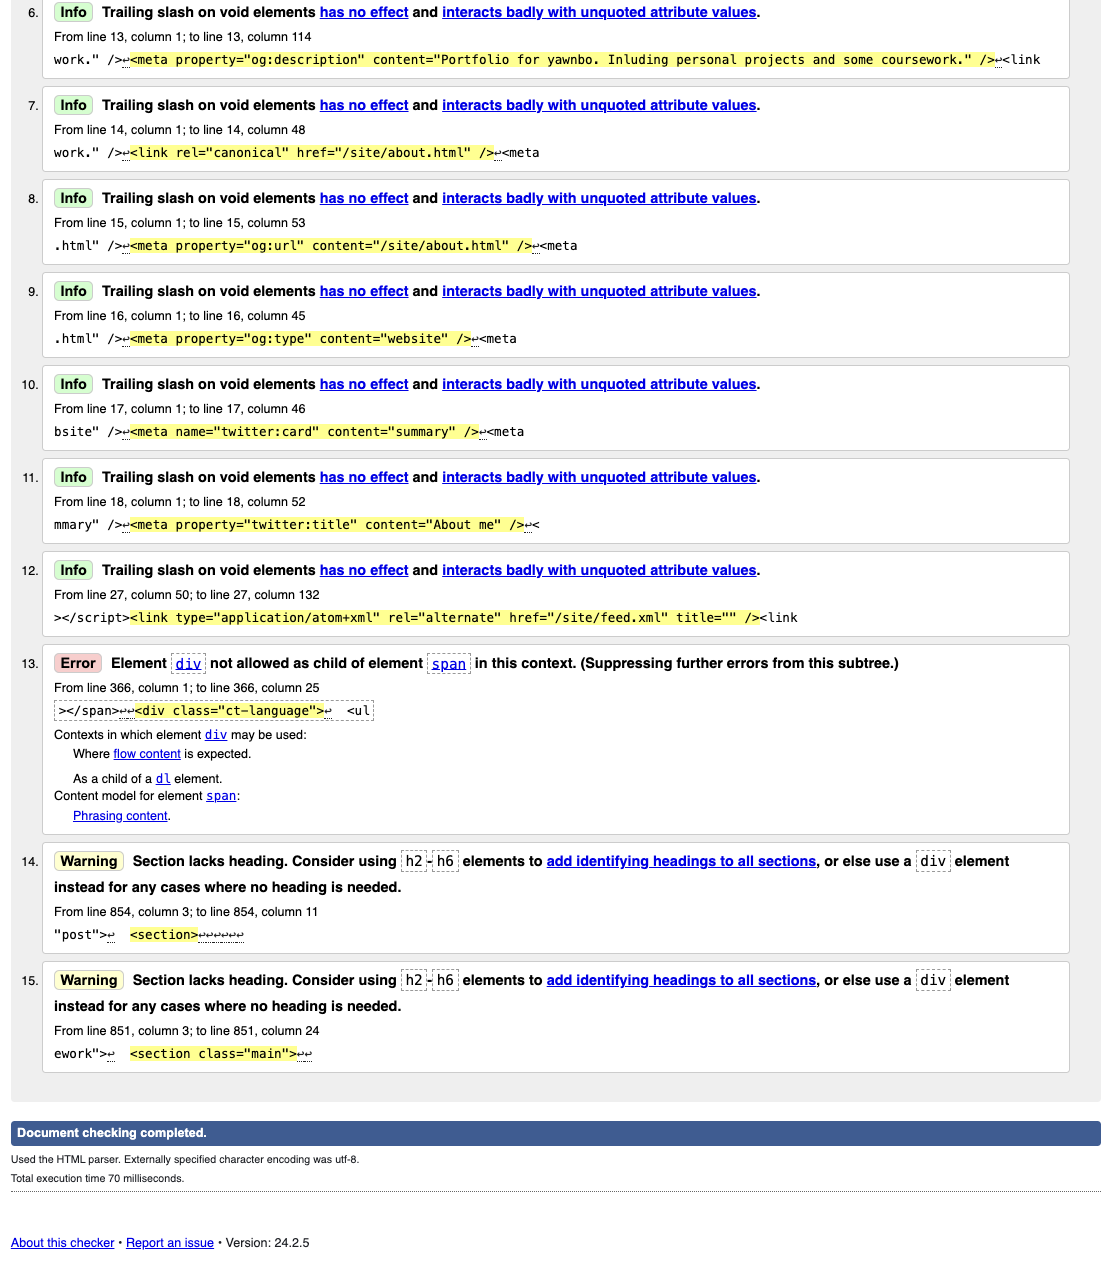 6. Info Trailing slash on void elements has no effect and interacts badly with unquoted attribute values.
From line 13, column 1; to line 13, column 114
work." />↩<meta property="og:description" content="Portfolio for yawnbo. Inluding personal projects and some coursework." />↩<link
7. Info Trailing slash on void elements has no effect and interacts badly with unquoted attribute values.
From line 14, column 1; to line 14, column 48
work." />↩<link rel="canonical" href="/site/about.html" />↩<meta
8. Info Trailing slash on void elements has no effect and interacts badly with unquoted attribute values.
From line 15, column 1; to line 15, column 53
.html" />↩<meta property="og:url" content="/site/about.html" />↩<meta
9. Info Trailing slash on void elements has no effect and interacts badly with unquoted attribute values.
From line 16, column 1; to line 16, column 45
.html" />↩<meta property="og:type" content="website" />↩<meta
10. Info Trailing slash on void elements has no effect and interacts badly with unquoted attribute values.
From line 17, column 1; to line 17, column 46
bsite" />↩<meta name="twitter:card" content="summary" />↩<meta
11. Info Trailing slash on void elements has no effect and interacts badly with unquoted attribute values.
From line 18, column 1; to line 18, column 52
mmary" />↩<meta property="twitter:title" content="About me" />↩<
12. Info Trailing slash on void elements has no effect and interacts badly with unquoted attribute values.
From line 27, column 50; to line 27, column 132
></script><link type="application/atom+xml" rel="alternate" href="/site/feed.xml" title="" /><link
13. Error Element div not allowed as child of element span in this context. (Suppressing further errors from this subtree.)
From line 366, column 1; to line 366, column 25
></span>↩↩<div class="ct-language">↩  <ul
Contexts in which element div may be used:
Where flow content is expected.
As a child of a dl element.
Content model for element span:
Phrasing content.
14. Warning Section lacks heading. Consider using h2-h6 elements to add identifying headings to all sections, or else use a div element
instead for any cases where no heading is needed.
From line 854, column 3; to line 854, column 11
"post">↩  <section>↩↩↩↩↩↩
15. Warning Section lacks heading. Consider using h2-h6 elements to add identifying headings to all sections, or else use a div element
instead for any cases where no heading is needed.
From line 851, column 3; to line 851, column 24
ework">↩  <section class="main">↩↩
Document checking completed.
Used the HTML parser. Externally specified character encoding was utf-8.
Total execution time 70 milliseconds.
About this checker • Report an issue • Version: 24.2.5